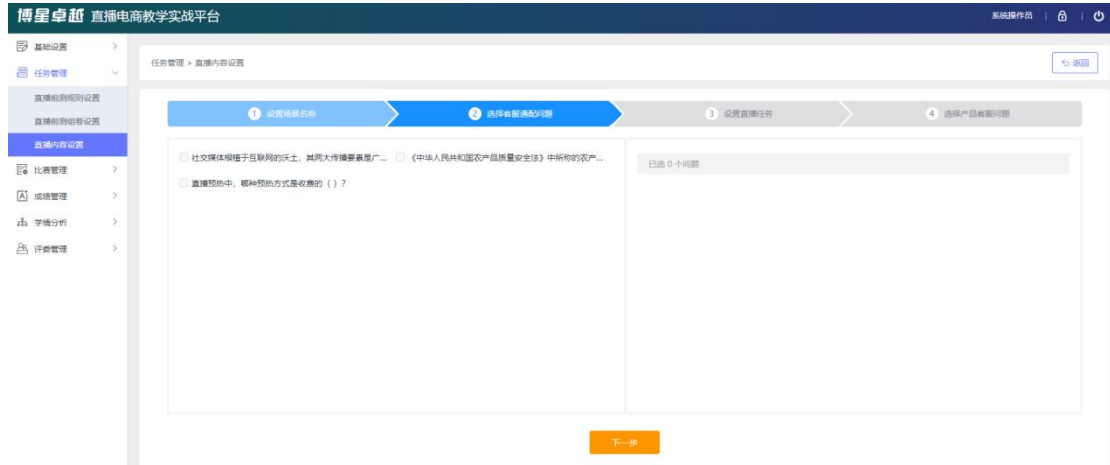 博星卓越 直播电商教学实战平台
系统操作员
基础设置
任务管理
直播前测规则设置
直播前测组卷设置
直播内容设置
比赛管理
成绩管理
学情分析
评委管理
任务管理 > 直播内容设置
返回
1 设置场景名称
2 选择客服通配问题
3 设置直播任务
4 选择产品客服问题
社交媒体根植于互联网的沃土，其两大传播要素是广... 《中华人民共和国农产品质量安全法》中所称的农产...
直播预热中，哪种预热方式是收费的（ ）？
已选 0 个问题
下一步